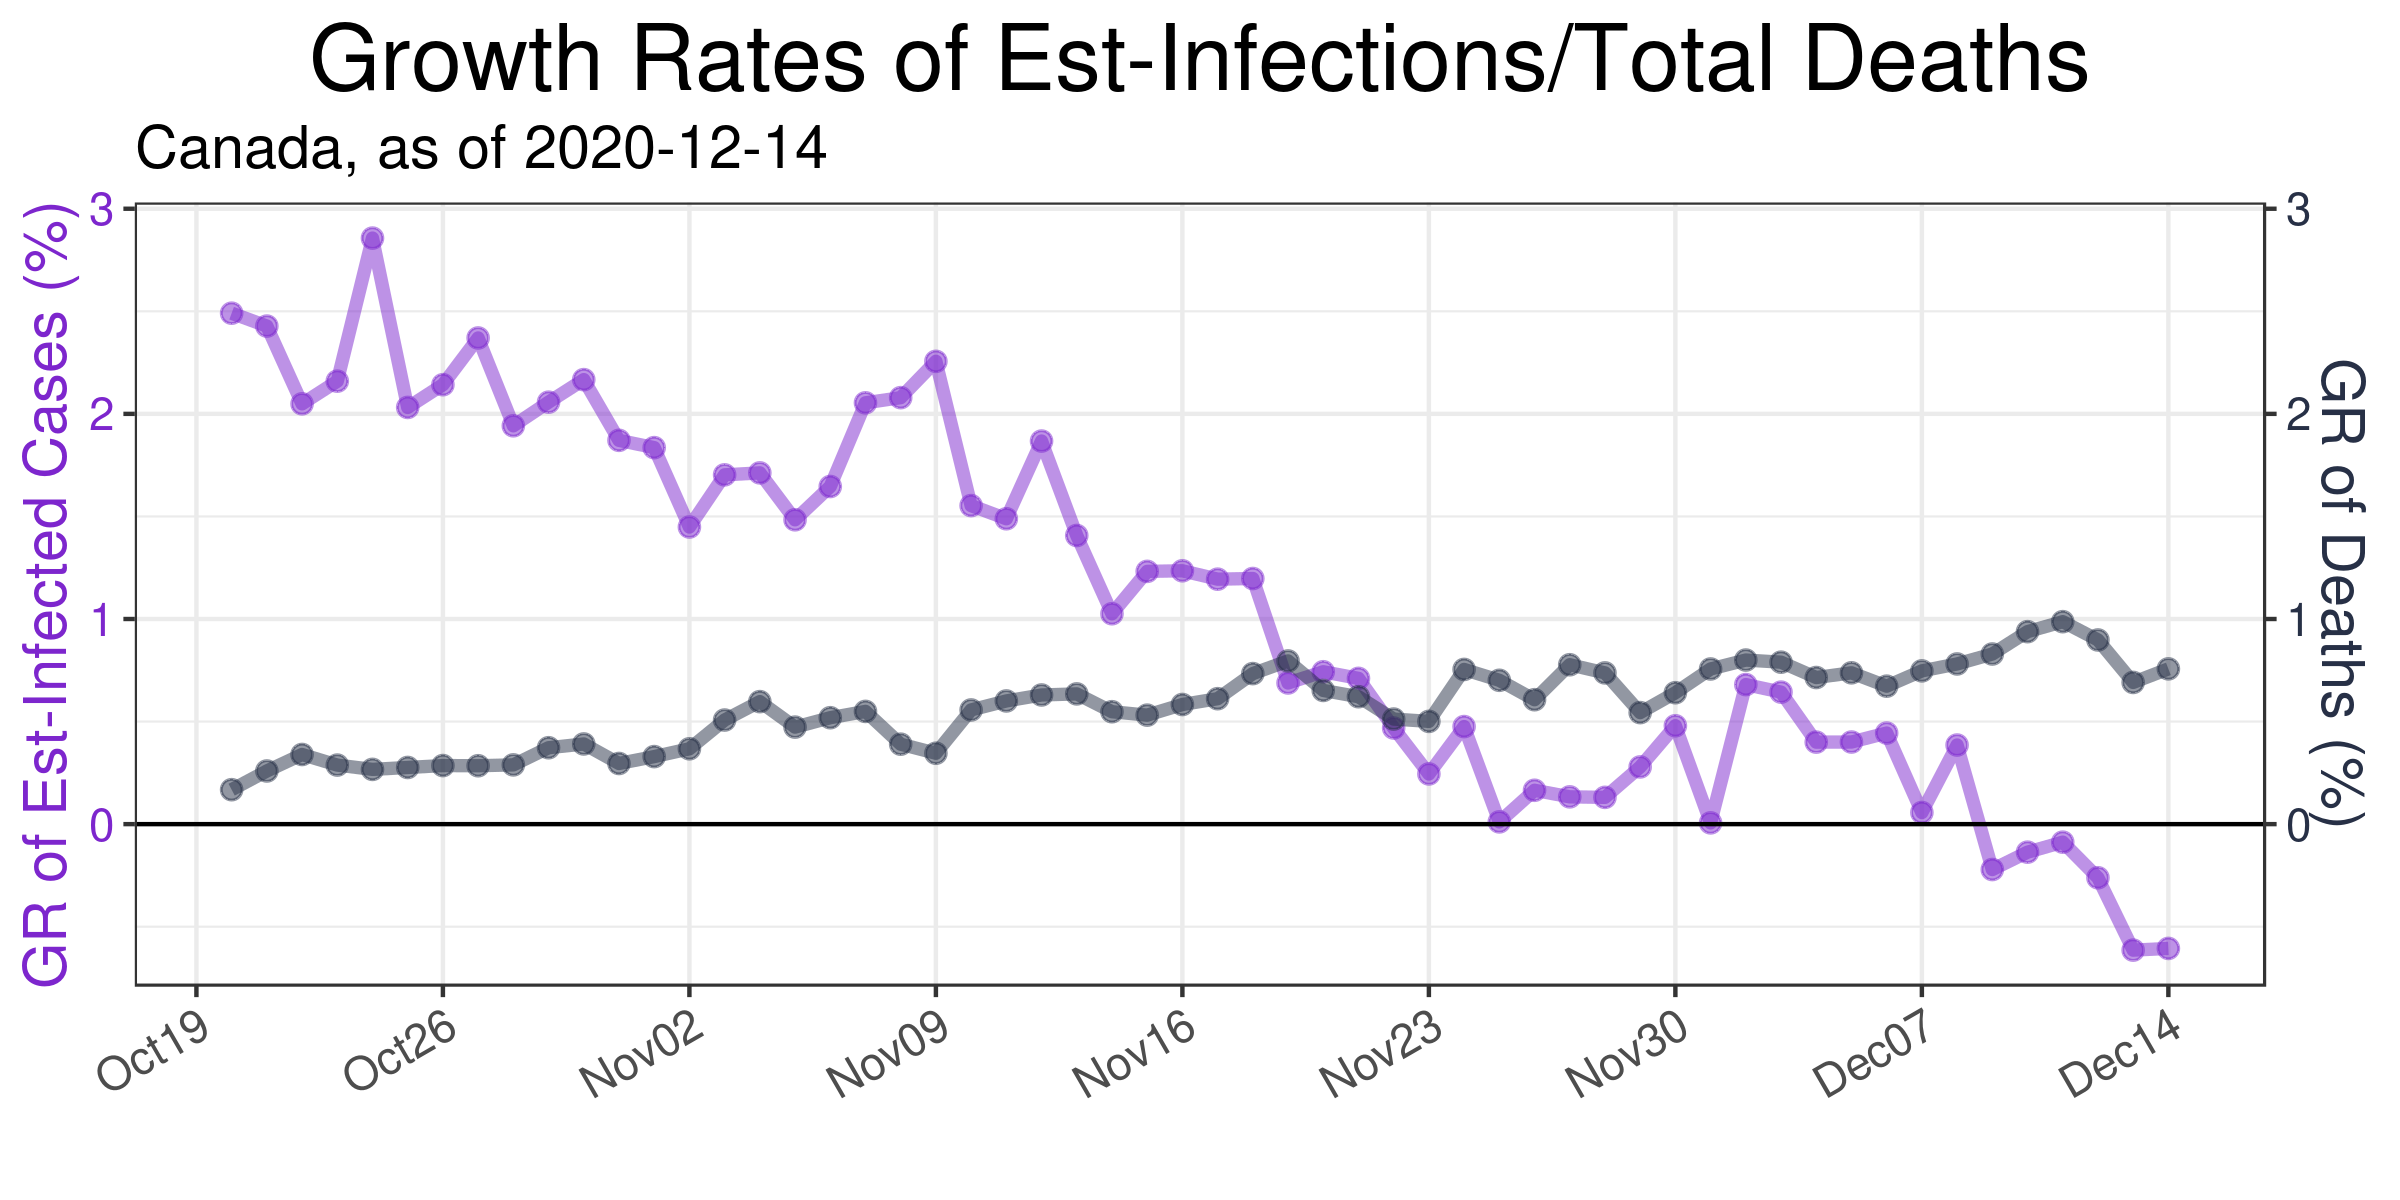 Growth Rates of Est-Infections/Total Deaths
Canada, as of 2020-12-14
GR of Est-Infected Cases (%)
3
2
1
0
3
2
1
0
GR of Deaths (%)
Oct19
Oct26
Nov02
Nov09
Nov16
Nov23
Nov30
Dec07
Dec14